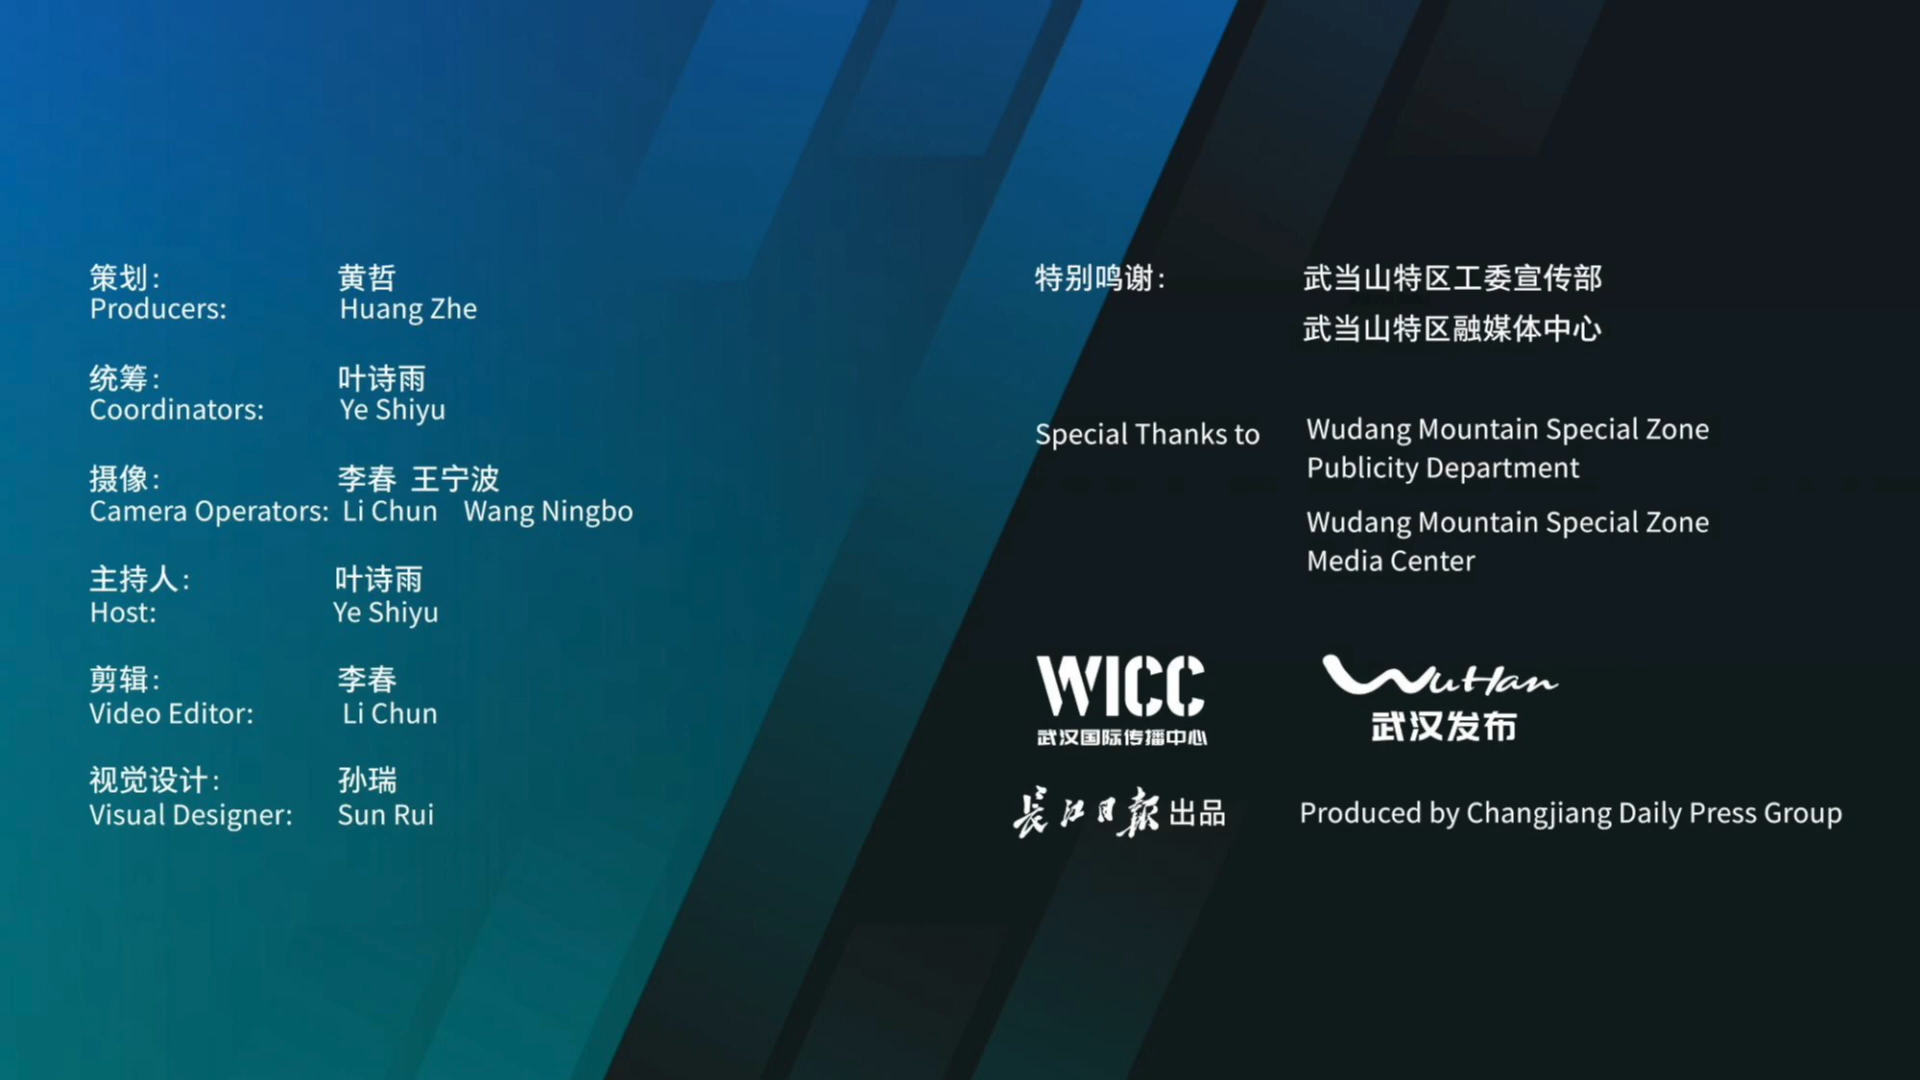 策划：
黄哲
Producers:
Huang Zhe
统筹：
叶诗雨
Coordinators:
Ye Shiyu
摄像：
李春 王宁波
Camera Operators:
Li Chun Wang Ningbo
主持人：
叶诗雨
Host:
Ye Shiyu
剪辑：
李春
Video Editor:
Li Chun
视觉设计：
孙瑞
Visual Designer:
Sun Rui
特别鸣谢：
武当山特区工委宣传部
武当山特区融媒体中心
Special Thanks to
Wudang Mountain Special Zone
Publicity Department
Wudang Mountain Special Zone
Media Center
WICC
武汉国际传播中心
WuHan
武汉发布
長江日報出品
Produced by Changjiang Daily Press Group